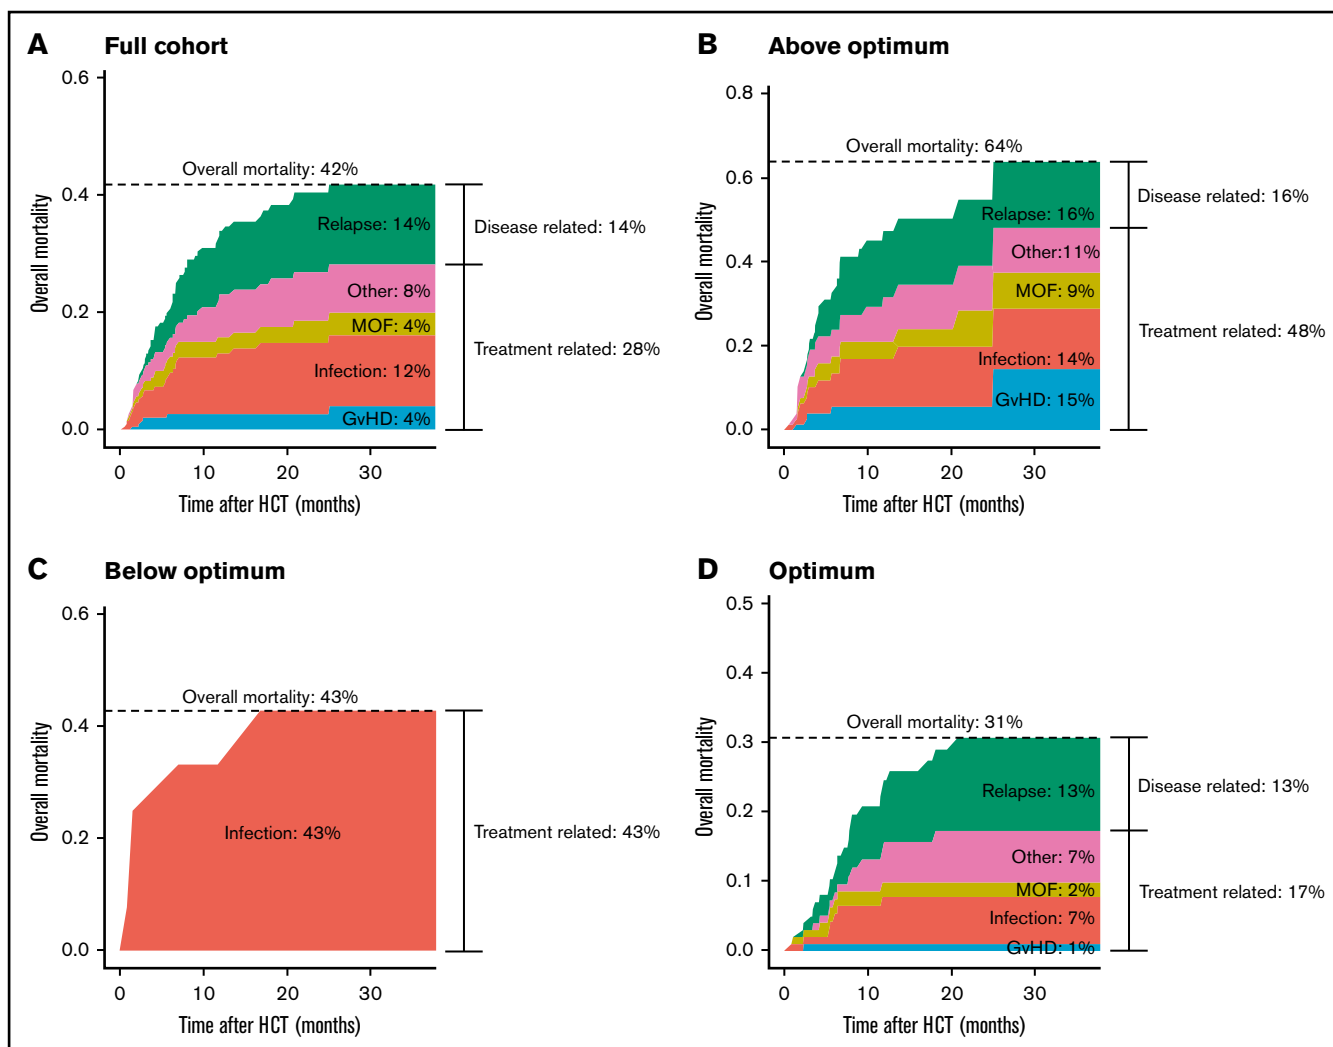 A Full cohort
0.6
0.4
0.2
0.0
Overall mortality
Overall mortality: 42%
Relapse: 14%
Other: 8%
MOF: 4%
Infection: 12%
GvHD: 4%
Disease related: 14%
Treatment related: 28%
0 10 20 30
Time after HCT (months)
B Above optimum
0.8
0.6
0.4
0.2
0.0
Overall mortality
Overall mortality: 64%
Relapse: 16%
Other:11%
MOF: 9%
Infection: 14%
GvHD: 15%
Disease related: 16%
Treatment related: 48%
0 10 20 30
Time after HCT (months)
C Below optimum
0.6
0.4
0.2
0.0
Overall mortality
Overall mortality: 43%
Infection: 43%
Treatment related: 43%
0 10 20 30
Time after HCT (months)
D Optimum
0.5
0.4
0.3
0.2
0.1
0.0
Overall mortality
Overall mortality: 31%
Relapse: 13%
Other: 7%
MOF: 2%
Infection: 7%
GvHD: 1%
Disease related: 13%
Treatment related: 17%
0 10 20 30
Time after HCT (months)